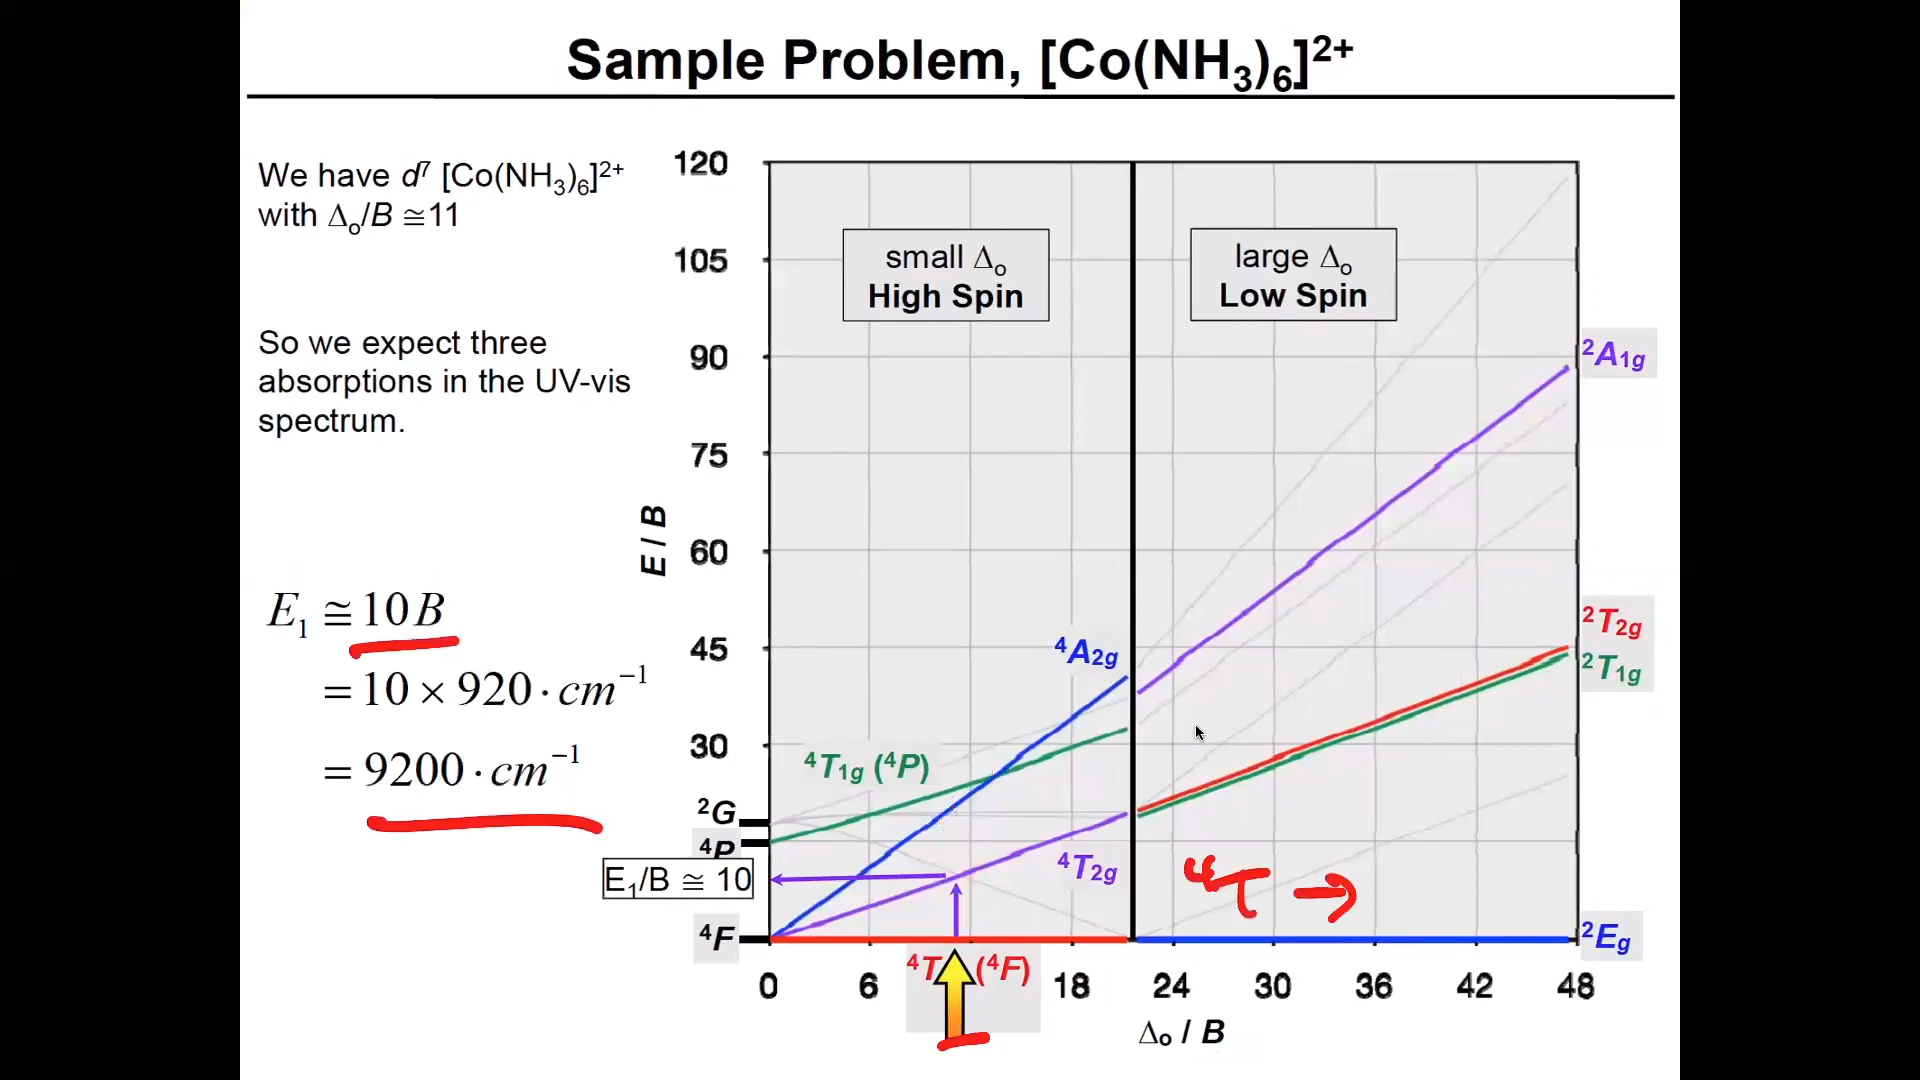 Sample Problem, [Co(NH₃)₆]²⁺
We have d⁷ [Co(NH₃)₆]²⁺
with Δₒ/B ≅11
So we expect three
absorptions in the UV-vis
spectrum.
E₁ ≅ 10B
= 10 × 920 · cm⁻¹
= 9200 · cm⁻¹
120
105
90
75
60
45
30
E / B
small Δₒ
High Spin
large Δₒ
Low Spin
²A₁g
²T₂g
²T₁g
⁴A₂g
⁴T₁g (⁴P)
²G
⁴P
E₁/B ≅ 10
⁴T₂g
⁴F
²Eg
⁴T (⁴F)
0 6 18 24 30 36 42 48
Δₒ / B